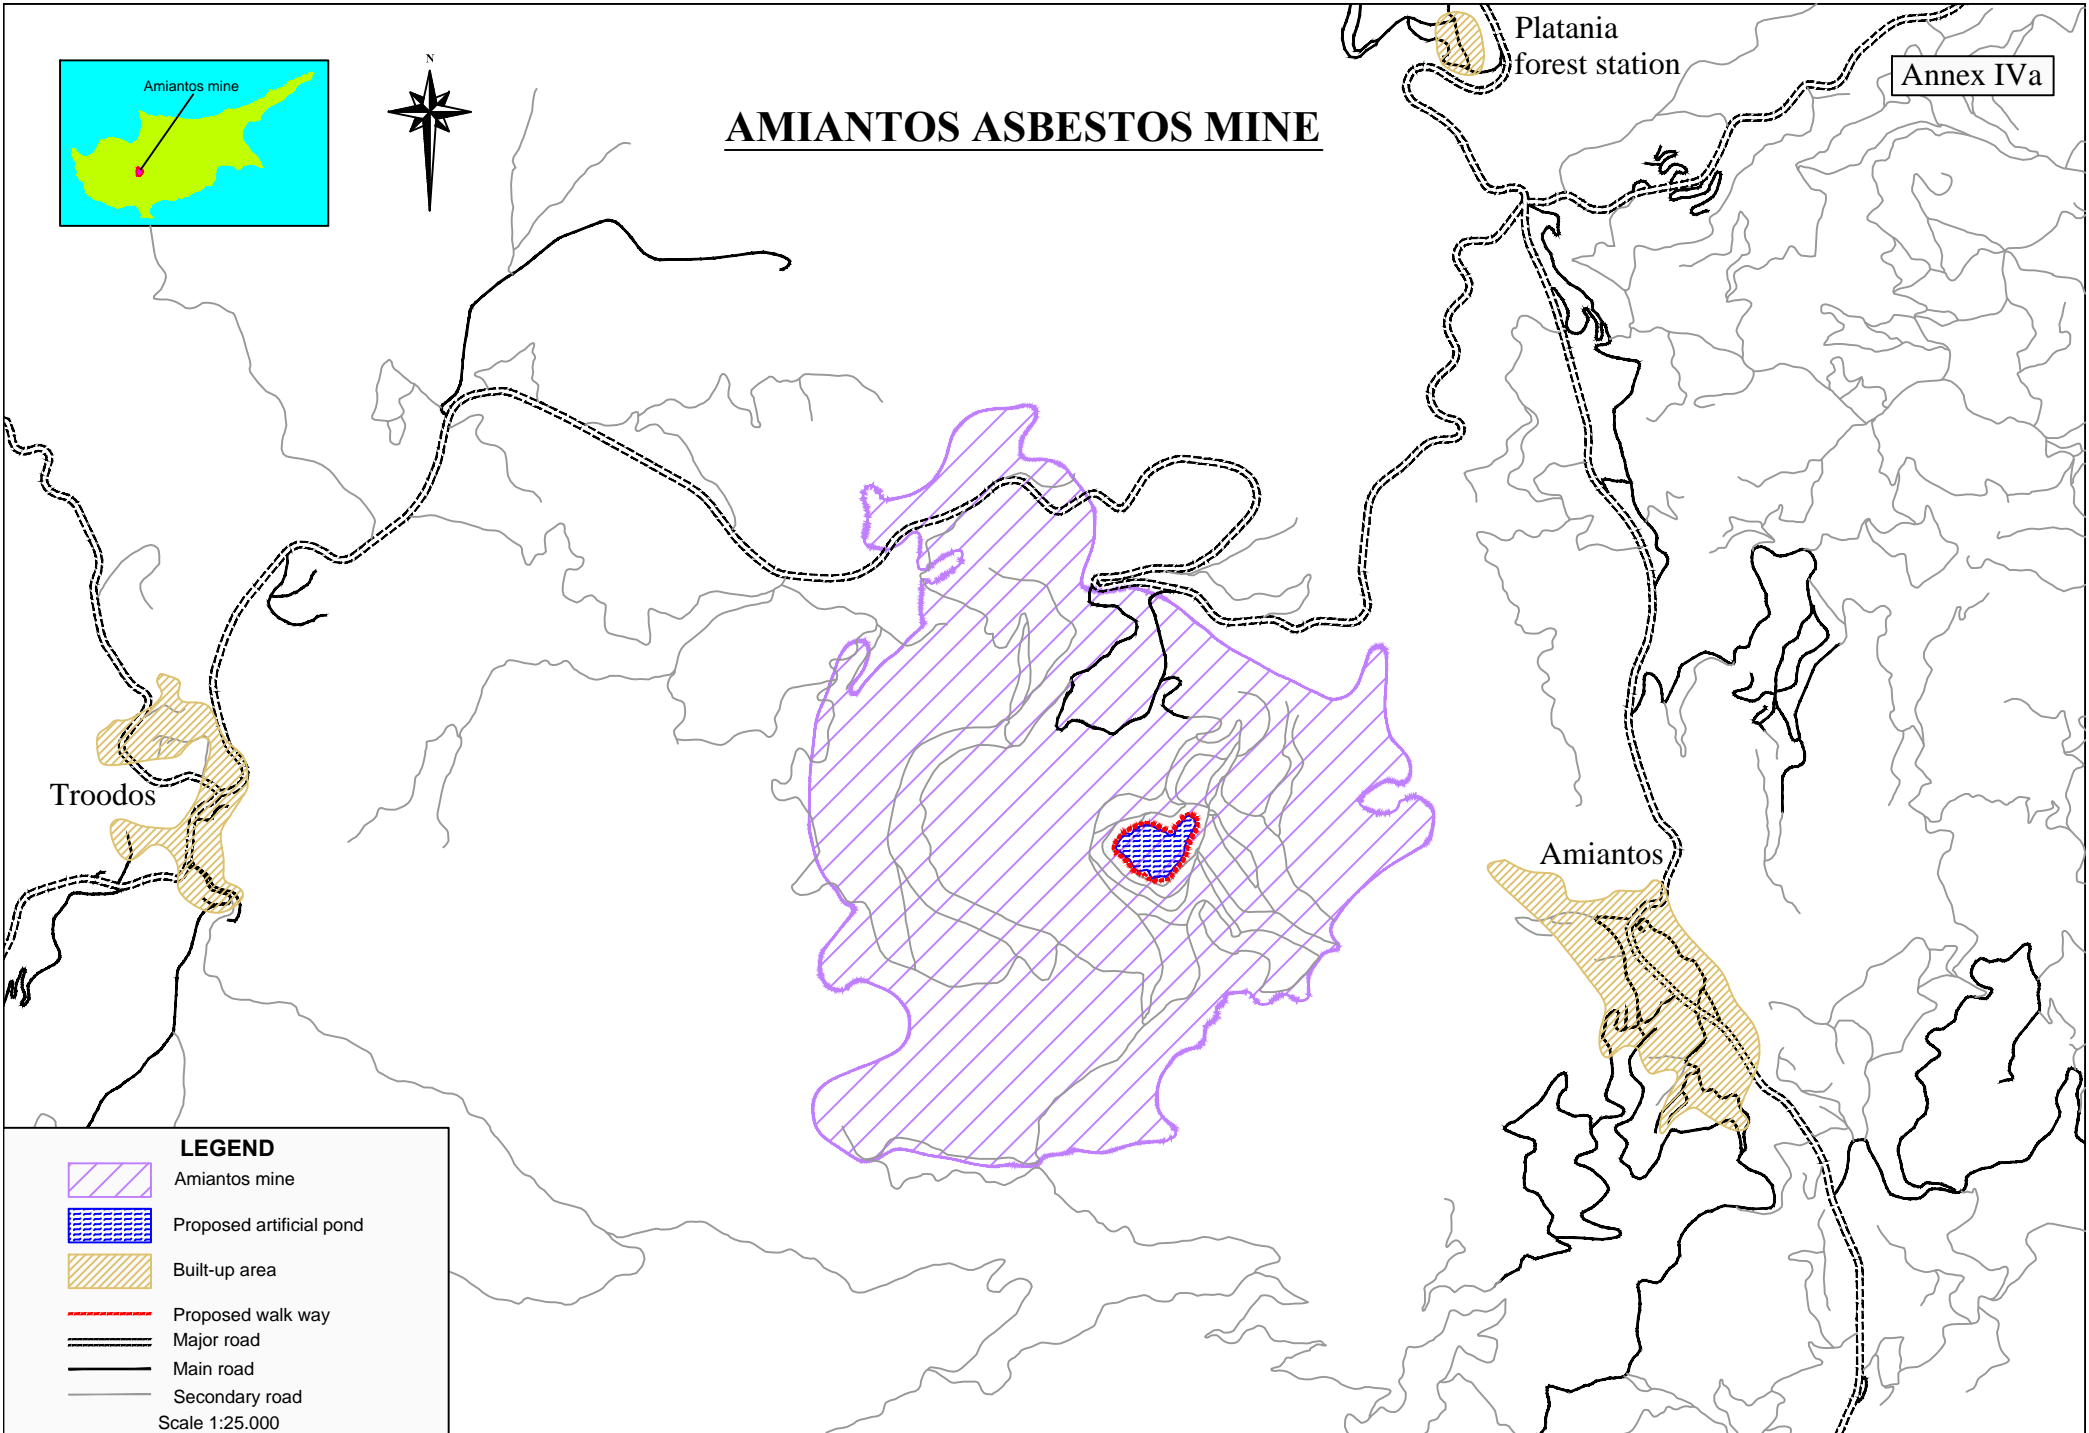 Platania
forest station
Annex IVa
Amiantos mine
N
AMIANTOS ASBESTOS MINE
Troodos
Amiantos
LEGEND
Amiantos mine
Proposed artificial pond
Built-up area
Proposed walk way
Major road
Main road
Secondary road
Scale 1:25.000